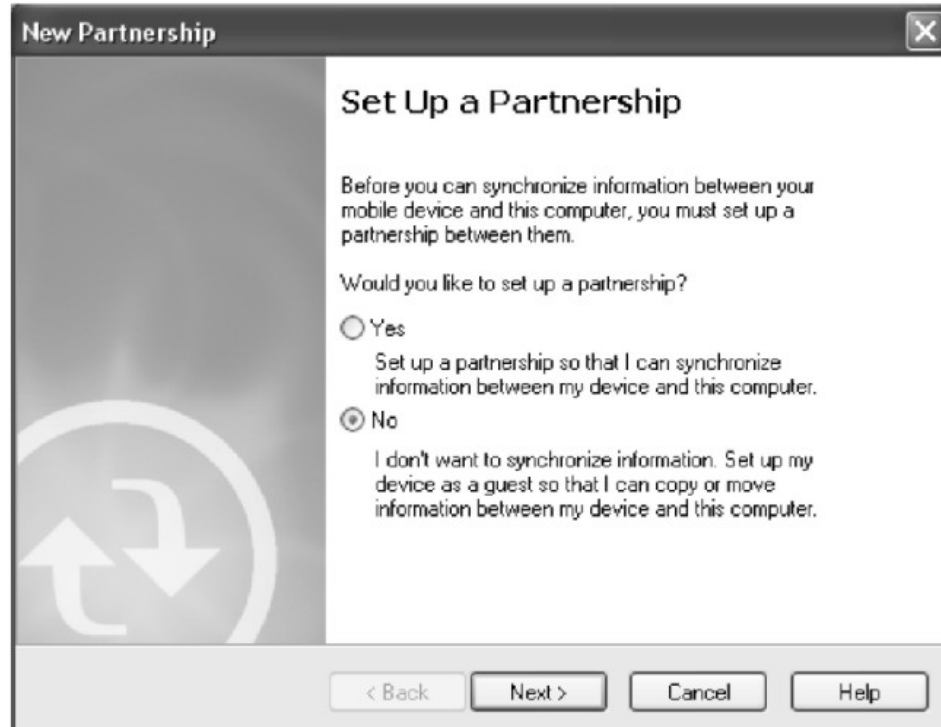 New Partnership
Set Up a Partnership
Before you can synchronize information between your
mobile device and this computer, you must set up a
partnership between them.
Would you like to set up a partnership?
Yes
Set up a partnership so that I can synchronize
information between my device and this computer.
No
I don't want to synchronize information. Set up my
device as a guest so that I can copy or move
information between my device and this computer.
< Back
Next >
Cancel
Help